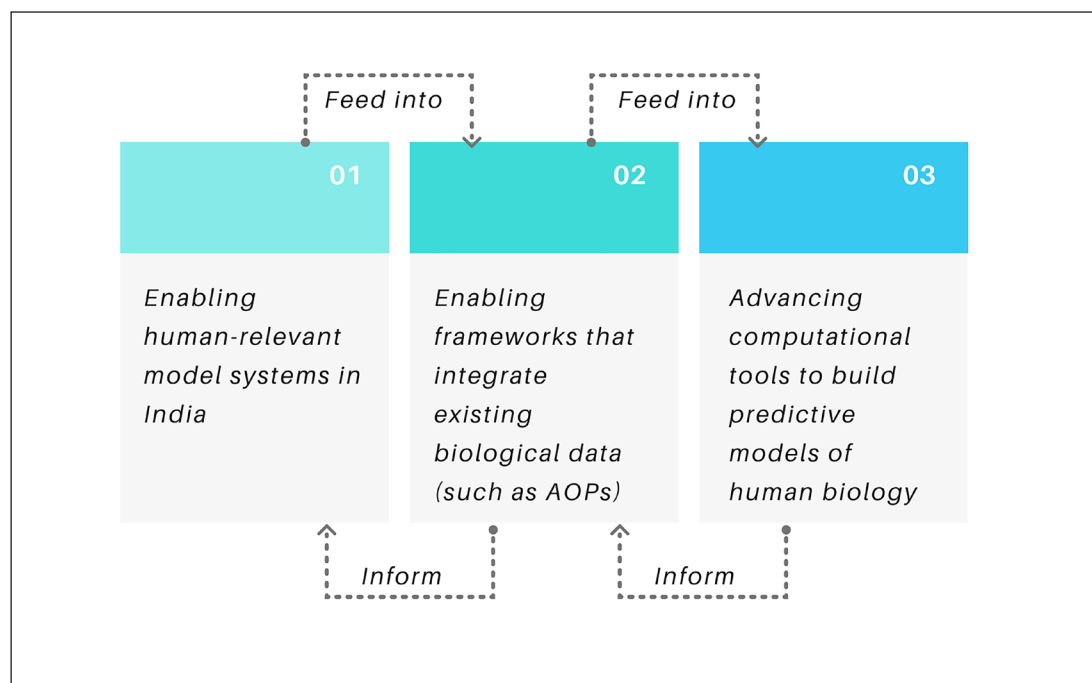 Feed into
Feed into
01
02
03
Enabling
human-relevant
model systems in
India
Enabling
frameworks that
integrate
existing
biological data
(such as AOPs)
Advancing
computational
tools to build
predictive
models of
human biology
Inform
Inform